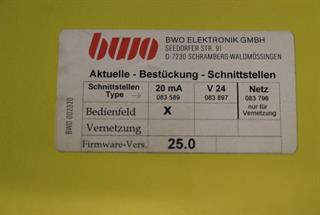 bwo
BWO ELEKTRONIK GMBH
SEEDORFER STR. 91
D-7230 SCHRAMBERG-WALDMÖSSINGEN
Aktuelle - Bestückung - Schnittstellen
Schnittstellen 20 mA V 24 Netz
Type → 083 589 083 897 083 796
Bedienfeld X nur für
Vernetzung Vernetzung
Firmware-Vers. 25.0
BWO 002320